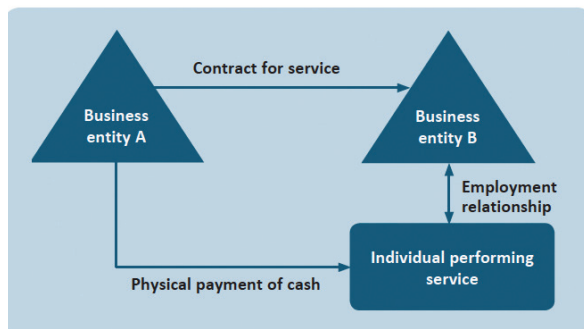 Contract for service
Business
entity A
Business
entity B
Employment
relationship
Individual performing
service
Physical payment of cash